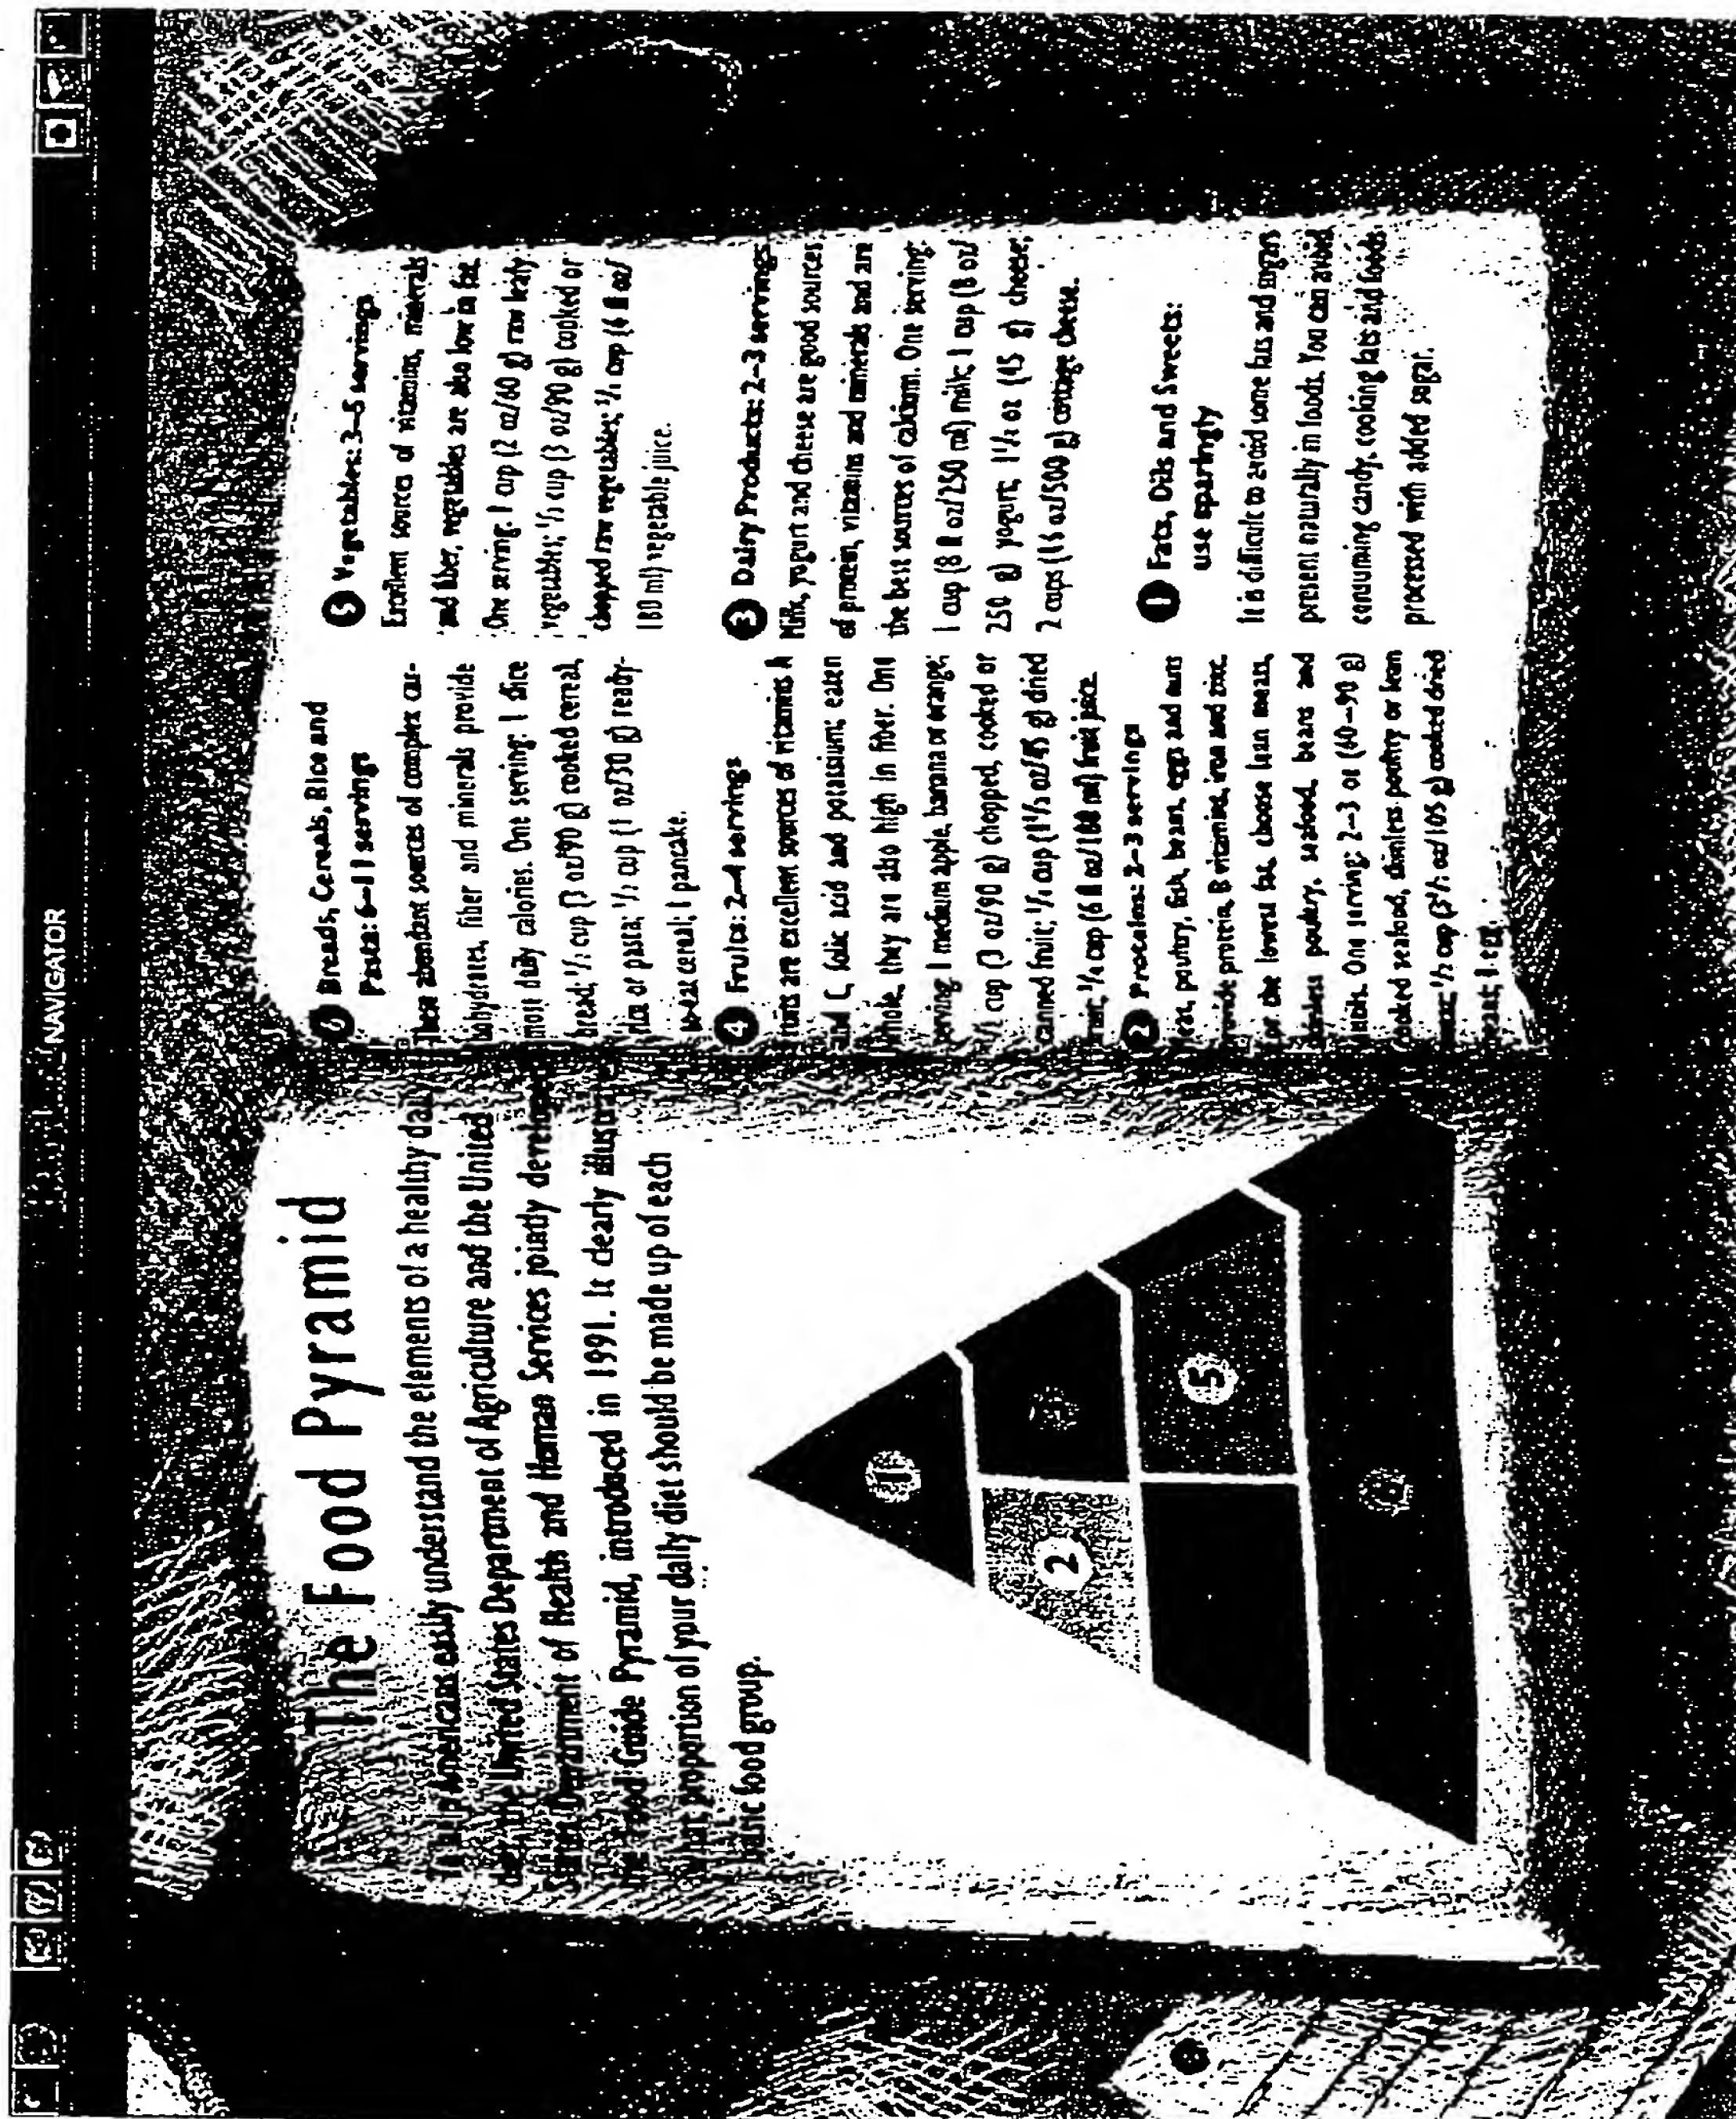 NAVIGATOR
The Food Pyramid
Americans easily understand the elements of a healthy
the United States Department of Agriculture and the United
Department of Health and Human Services jointly
Guide Pyramid, introduced in 1991. It clearly
what proportion of your daily diet should be made up of each
basic food group.
1
2
5
6 Breads, Cereals, Rice and
Pasta: 6–11 servings
These abundant sources of complex car-
bohydrates, fiber and minerals provide
most daily calories. One serving: 1 slice
bread; 1/2 cup (3 oz/90 g) cooked cereal,
rice or pasta; 1/2 cup (1 oz/30 g) ready-
to-eat cereal; 1 pancake.
4 Fruits: 2–4 servings
Fruits are excellent sources of vitamins A
and C, folic acid and potassium; eaten
whole, they are also high in fiber. One
serving: 1 medium apple, banana or orange;
cup (3 oz/90 g) chopped, cooked or
canned fruit; cup g) dried
fruit; 3/4 cup (6 fl oz/180 ml) fruit juice.
2 Proteins: 2–3 servings
Meat, poultry, fish, beans, eggs and nuts
provide protein, B vitamins, iron and zinc.
For the lowest fat, choose lean meats,
skinless poultry, seafood, beans and
One serving: 2–3 oz (60–90 g)
cooked seafood, skinless poultry or lean
1/2 cup (3 1/2 oz/105 g) cooked dried
beans; 1 egg.
5 Vegetables: 3–5 servings
Excellent sources of vitamins, minerals
and fiber, vegetables are also low in fat.
One serving: 1 cup (2 oz/60 g) raw leafy
vegetables; 1/2 cup (3 oz/90 g) cooked or
chopped raw vegetables; 3/4 cup (6 fl oz/
180 ml) vegetable juice.
3 Dairy Products: 2–3 servings
Milk, yogurt and cheese are good sources
of protein, vitamins and minerals and are
the best sources of calcium. One serving:
1 cup (8 fl oz/250 ml) milk; 1 cup (8 oz/
250 g) yogurt; 1 1/2 oz (45 g) cheese;
2 cups (16 oz/500 g) cottage cheese.
1 Fats, Oils and Sweets:
use sparingly
It is difficult to avoid some fats and sugars
present naturally in foods. You can avoid
consuming candy, cooking fats and foods
processed with added sugar.